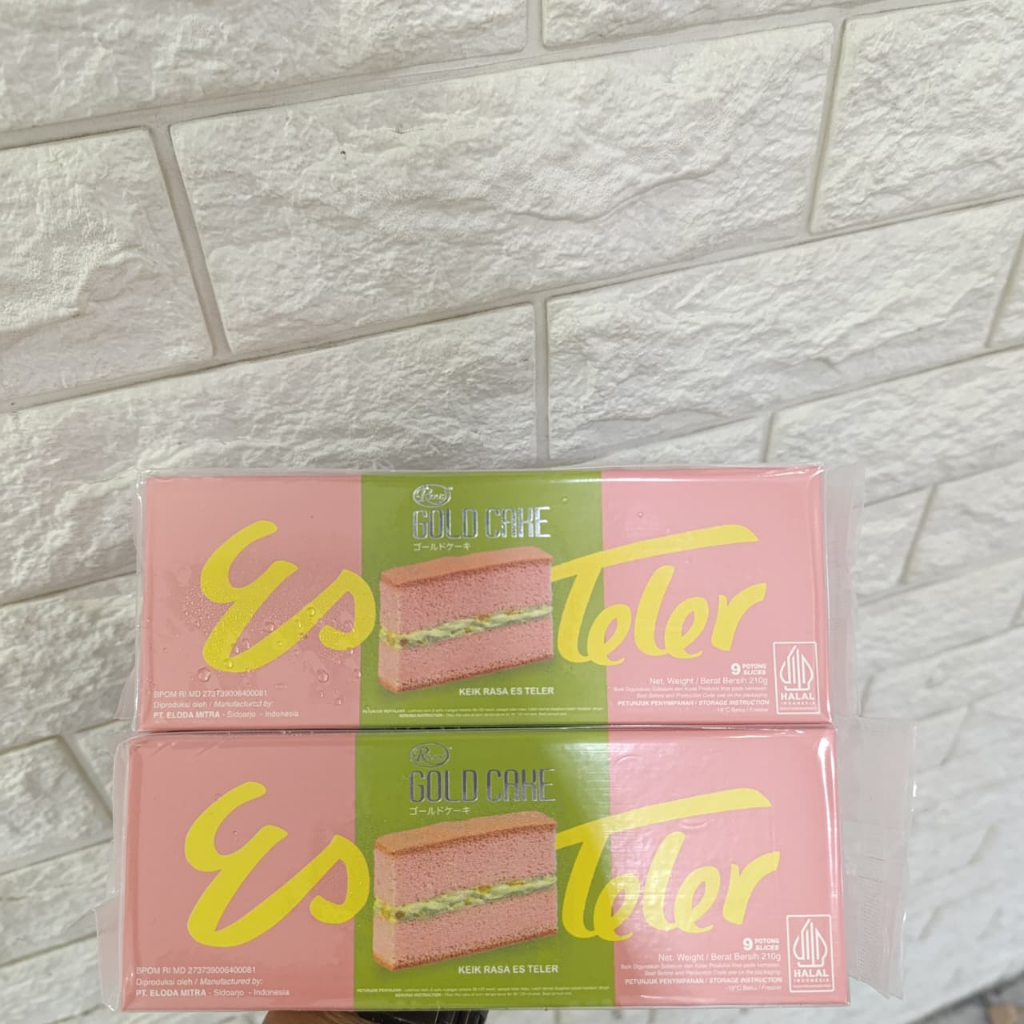 Rona
GOLD CAKE
ゴールドケーキ
Es Teler
KEIK RASA ES TELER
9 POTONG
SLICES
Net. Weight / Berat Bersih 210g
PETUNJUK PENYIMPANAN / STORAGE INSTRUCTION
HALAL
INDONESIA
BPOM RI MD 273739006400081
Diproduksi oleh / Manufactured by:
PT. ELODA MITRA - Sidoarjo - Indonesia
GOLD CAKE
ゴールドケーキ
Es Teler
KEIK RASA ES TELER
9 POTONG
SLICES
Net. Weight / Berat Bersih 210g
PETUNJUK PENYIMPANAN / STORAGE INSTRUCTION
HALAL
INDONESIA
BPOM RI MD 273739006400081
Diproduksi oleh / Manufactured by:
PT. ELODA MITRA - Sidoarjo - Indonesia